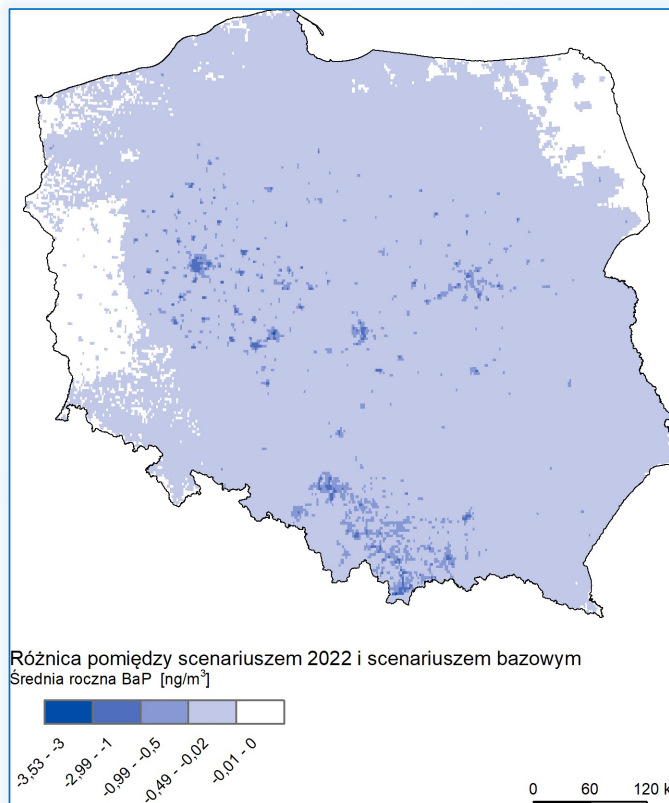 Różnica pomiędzy scenariuszem 2022 i scenariuszem bazowym
Średnia roczna BaP [ng/m³]
-3,53 - -3
-2,99 - -1
-0,99 - -0,5
-0,49 - -0,02
-0,01 - 0
0 60 120 k